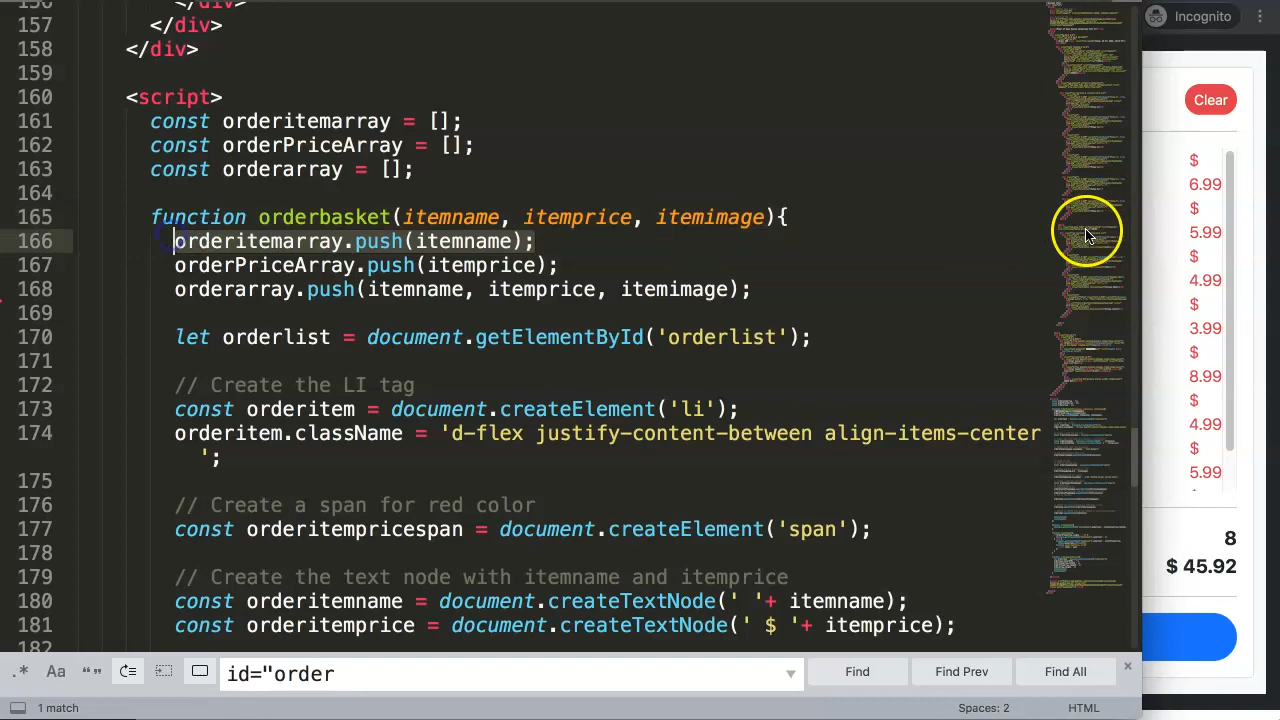 156 </div>
157 </div>
158 </div>
159
160 <script>
161 const orderitemarray = [];
162 const orderPriceArray = [];
163 const orderarray = [];
164
165 function orderbasket(itemname, itemprice, itemimage){
166 orderitemarray.push(itemname);
167 orderPriceArray.push(itemprice);
168 orderarray.push(itemname, itemprice, itemimage);
169
170 let orderlist = document.getElementById('orderlist');
171
172 // Create the LI tag
173 const orderitem = document.createElement('li');
174 orderitem.className = 'd-flex justify-content-between align-items-center
';
175
176 // Create a span for red color
177 const orderitempricespan = document.createElement('span');
178
179 // Create the text node with itemname and itemprice
180 const orderitemname = document.createTextNode(' '+ itemname);
181 const orderitemprice = document.createTextNode(' $ '+ itemprice);
182
.* Aa “” id="order Find Find Prev Find All ×
1 match Spaces: 2 HTML
Incognito
Clear
$
6.99
$
5.99
$
4.99
$
3.99
$
8.99
$
4.99
$
5.99
8
$ 45.92